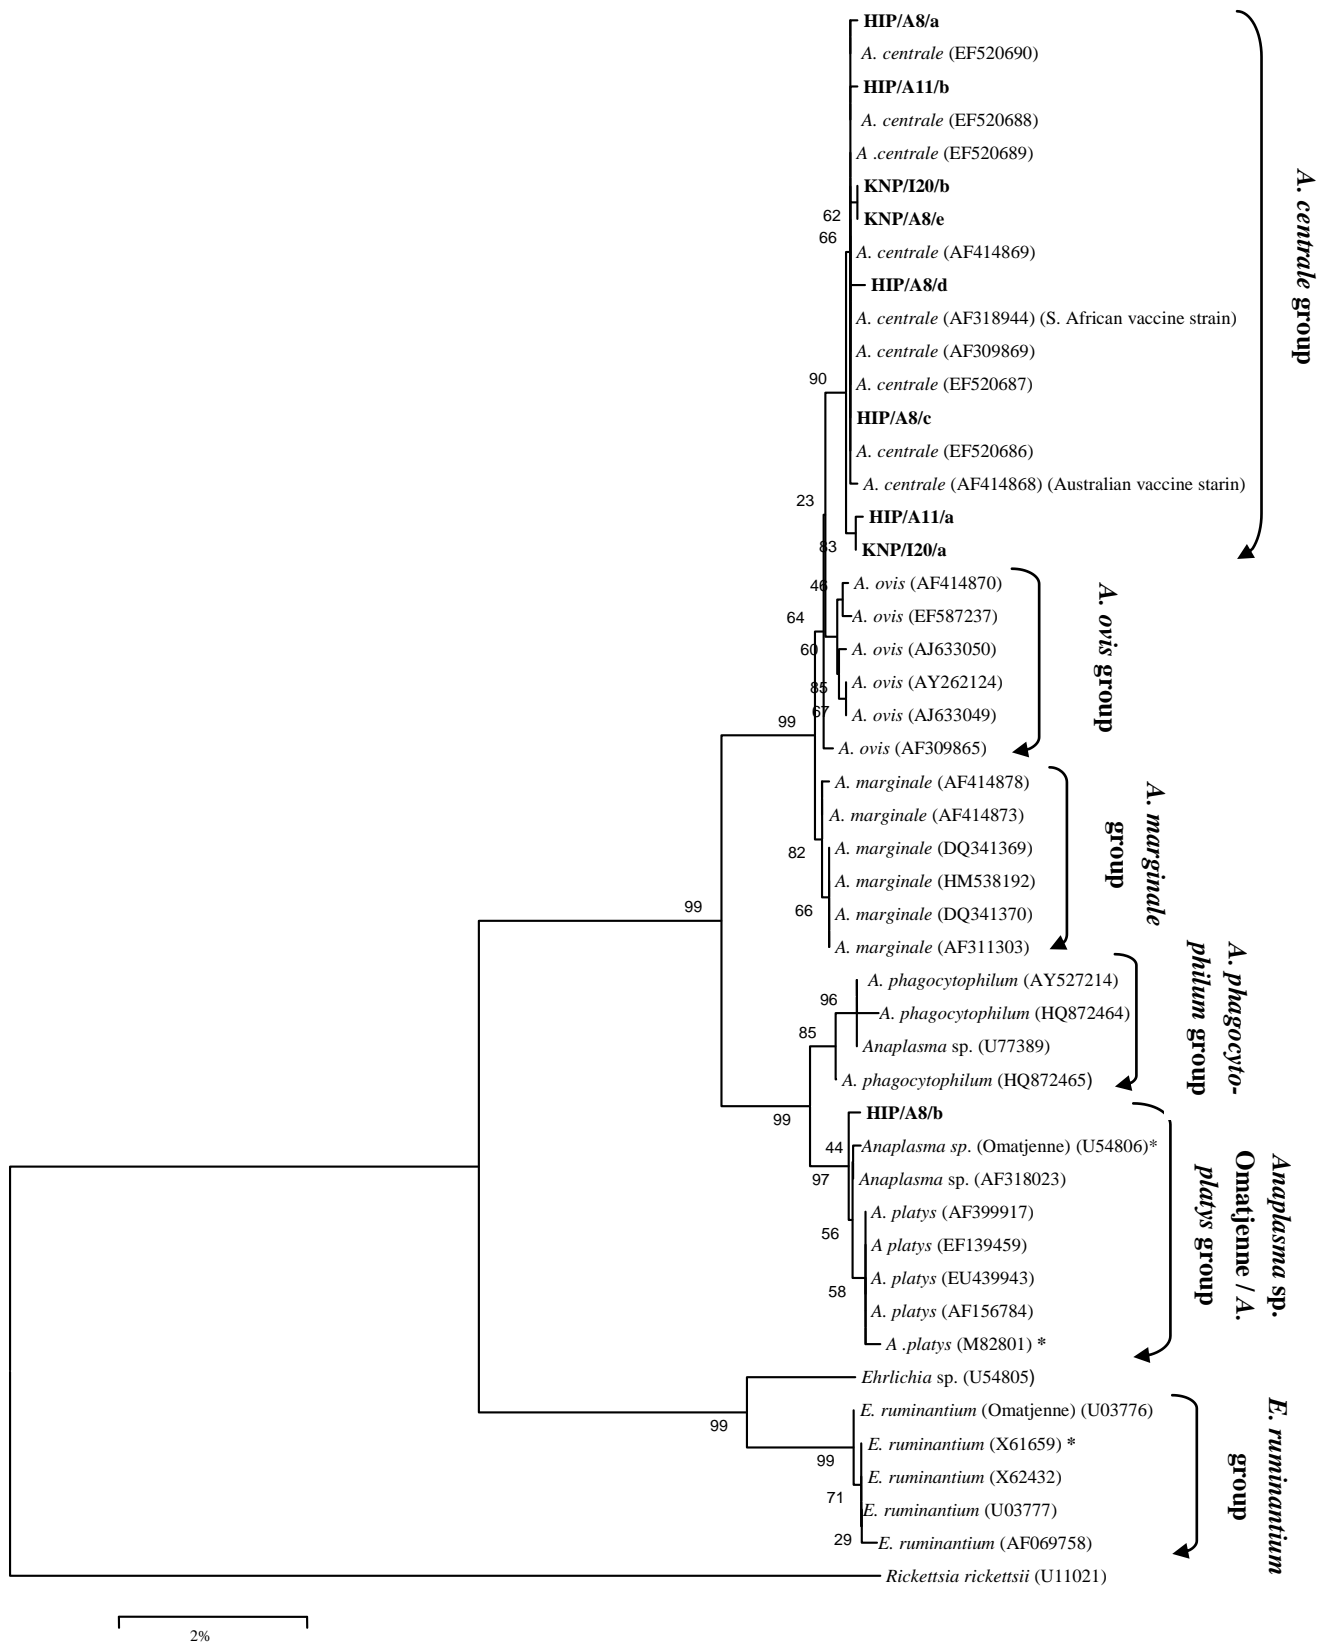 HIP/A8/a
A. centrale (EF520690)
HIP/A11/b
A. centrale (EF520688)
A .centrale (EF520689)
KNP/I20/b
62
KNP/A8/e
66
A. centrale (AF414869)
HIP/A8/d
A. centrale (AF318944) (S. African vaccine strain)
A. centrale (AF309869)
90
A. centrale (EF520687)
HIP/A8/c
A. centrale (EF520686)
A. centrale (AF414868) (Australian vaccine starin)
23
HIP/A11/a
83
KNP/I20/a
A. centrale group
46
A. ovis (AF414870)
64
A. ovis (EF587237)
60
A. ovis (AJ633050)
85
A. ovis (AY262124)
67
A. ovis (AJ633049)
99
A. ovis (AF309865)
A. ovis group
A. marginale (AF414878)
A. marginale (AF414873)
82
A. marginale (DQ341369)
A. marginale (HM538192)
99
66
A. marginale (DQ341370)
A. marginale (AF311303)
A. marginale
group
A. phagocytophilum (AY527214)
96
A. phagocytophilum (HQ872464)
85
Anaplasma sp. (U77389)
A. phagocytophilum (HQ872465)
A. phagocyto-
philum group
99
HIP/A8/b
44
Anaplasma sp. (Omatjenne) (U54806)*
97
Anaplasma sp. (AF318023)
A. platys (AF399917)
56
A platys (EF139459)
58
A. platys (EU439943)
A. platys (AF156784)
A .platys (M82801) *
Anaplasma sp.
Omatjenne / A.
platys group
Ehrlichia sp. (U54805)
99
E. ruminantium (Omatjenne) (U03776)
99
E. ruminantium (X61659) *
E. ruminantium (X62432)
71
E. ruminantium (U03777)
29
E. ruminantium (AF069758)
E. ruminantium
group
Rickettsia rickettsii (U11021)
2%